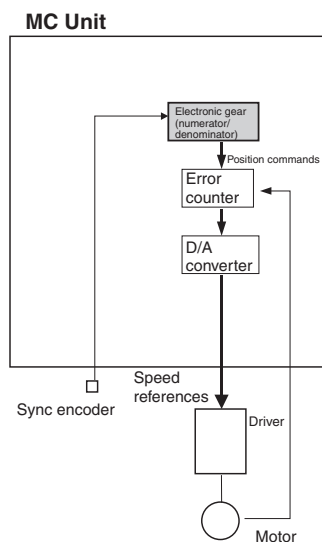 MC Unit
Electronic gear
(numerator/
denominator)
Position commands
Error
counter
D/A
converter
Speed
references
Sync encoder
Driver
Motor